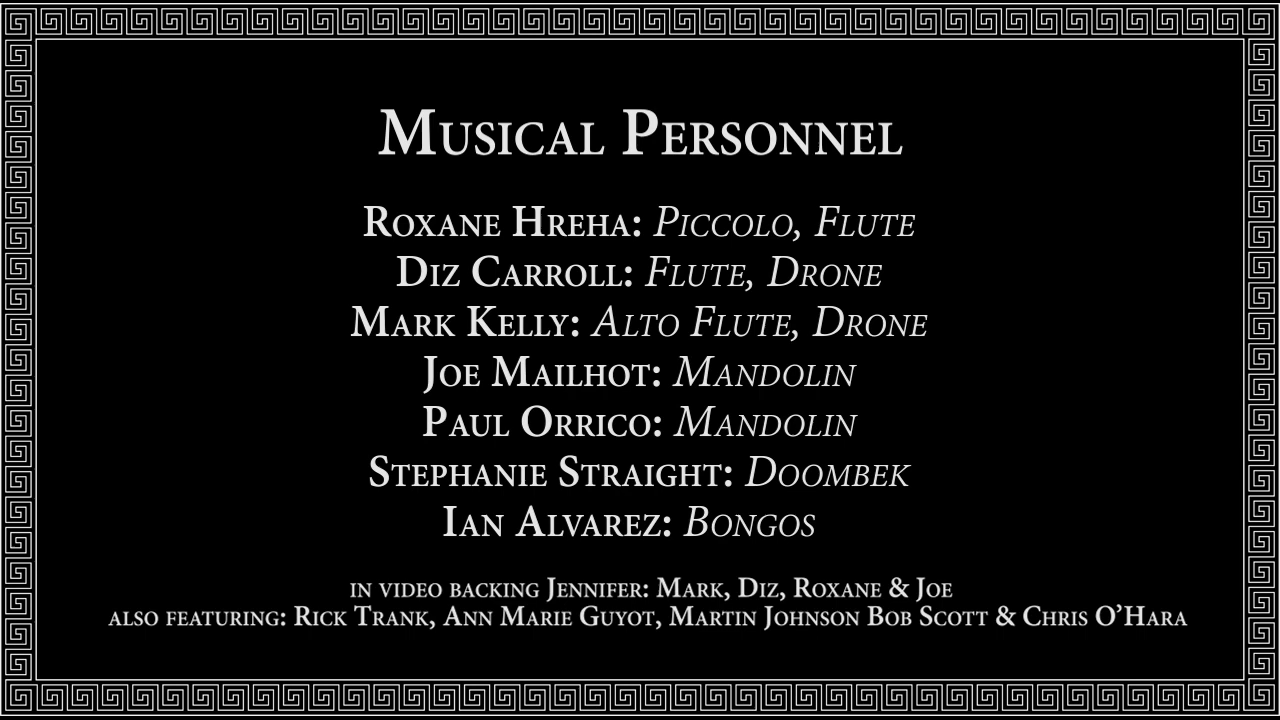 Musical Personnel
Roxane Hreha: Piccolo, Flute
Diz Carroll: Flute, Drone
Mark Kelly: Alto Flute, Drone
Joe Mailhot: Mandolin
Paul Orrico: Mandolin
Stephanie Straight: Doombek
Ian Alvarez: Bongos
in video backing Jennifer: Mark, Diz, Roxane & Joe
also featuring: Rick Trank, Ann Marie Guyot, Martin Johnson Bob Scott & Chris O’Hara